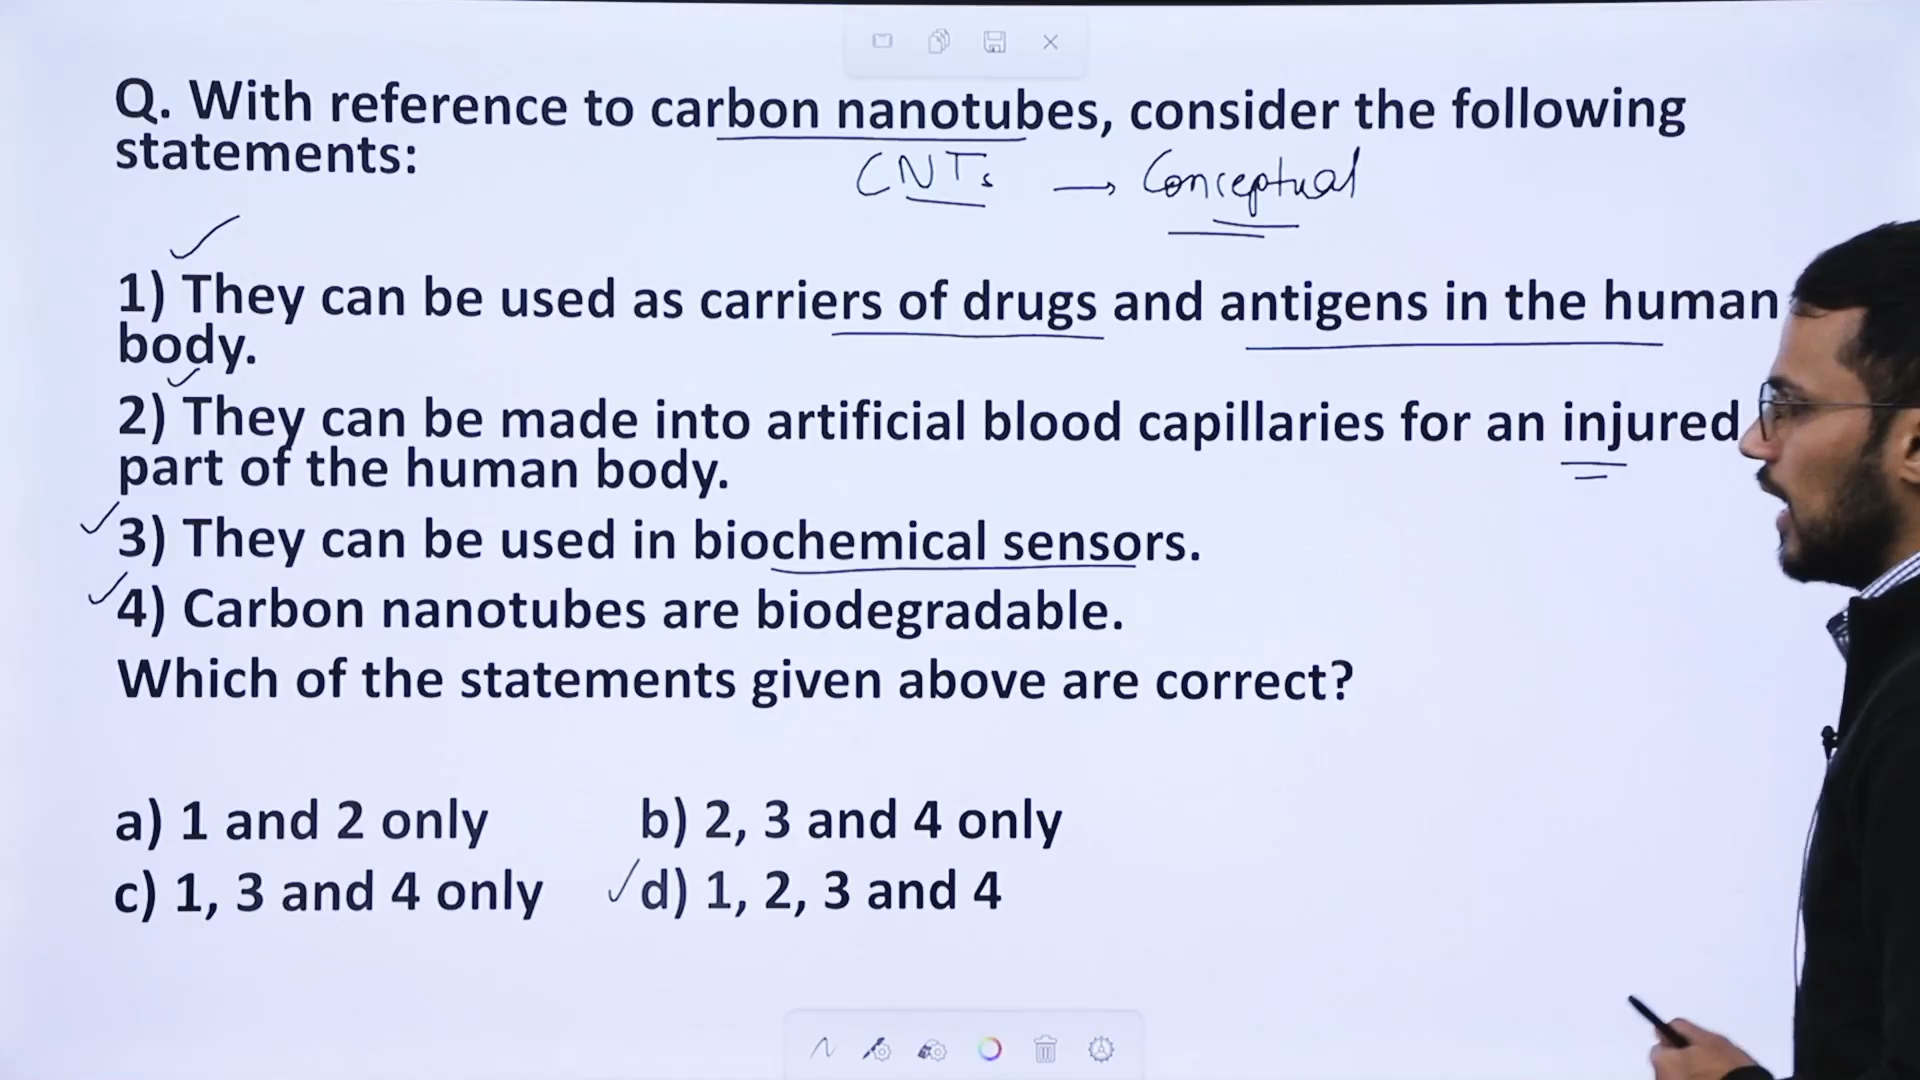 Q. With reference to carbon nanotubes, consider the following
statements:
CNTs → Conceptual
1) They can be used as carriers of drugs and antigens in the human
body.
2) They can be made into artificial blood capillaries for an injured
part of the human body.
3) They can be used in biochemical sensors.
4) Carbon nanotubes are biodegradable.
Which of the statements given above are correct?
a) 1 and 2 only b) 2, 3 and 4 only
c) 1, 3 and 4 only d) 1, 2, 3 and 4